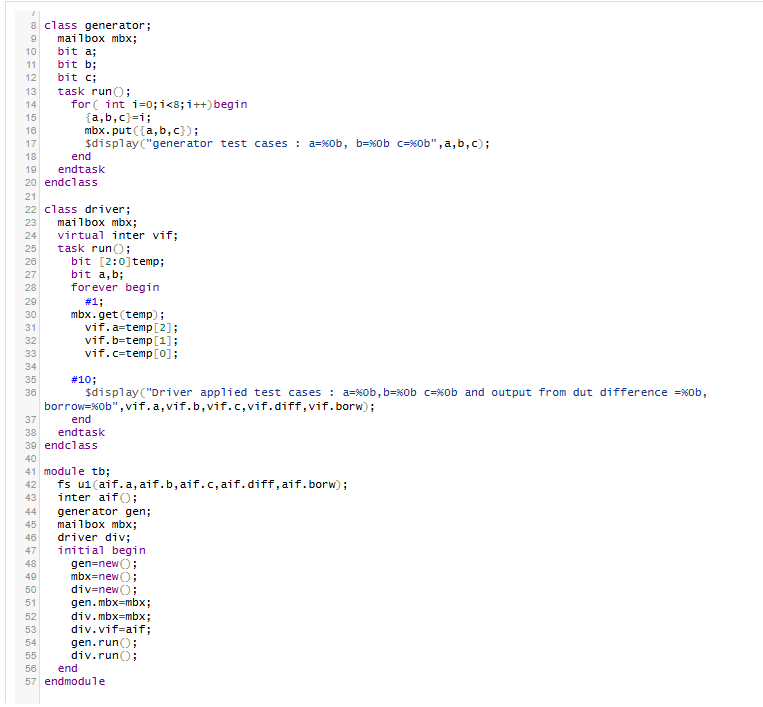 7
8 class generator;
9 mailbox mbx;
10 bit a;
11 bit b;
12 bit c;
13 task run();
14 for( int i=0;i<8;i++)begin
15 {a,b,c}=i;
16 mbx.put({a,b,c});
17 $display("generator test cases : a=%0b, b=%0b c=%0b",a,b,c);
18 end
19 endtask
20 endclass
21
22 class driver;
23 mailbox mbx;
24 virtual inter vif;
25 task run();
26 bit [2:0]temp;
27 bit a,b;
28 forever begin
29 #1;
30 mbx.get(temp);
31 vif.a=temp[2];
32 vif.b=temp[1];
33 vif.c=temp[0];
34
35 #10;
36 $display("Driver applied test cases : a=%0b,b=%0b c=%0b and output from dut difference =%0b,
borrow=%0b",vif.a,vif.b,vif.c,vif.diff,vif.borw);
37 end
38 endtask
39 endclass
40
41 module tb;
42 fs u1(aif.a,aif.b,aif.c,aif.diff,aif.borw);
43 inter aif();
44 generator gen;
45 mailbox mbx;
46 driver div;
47 initial begin
48 gen=new();
49 mbx=new();
50 div=new();
51 gen.mbx=mbx;
52 div.mbx=mbx;
53 div.vif=aif;
54 gen.run();
55 div.run();
56 end
57 endmodule